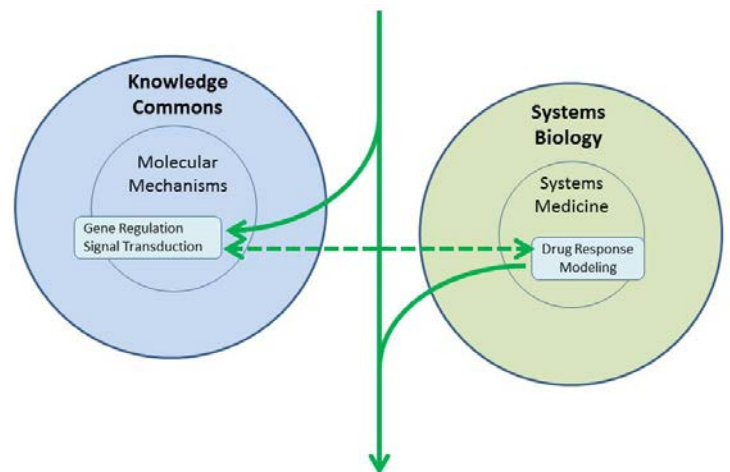 Knowledge
Commons
Molecular
Mechanisms
Gene Regulation
Signal Transduction
Systems
Biology
Systems
Medicine
Drug Response
Modeling